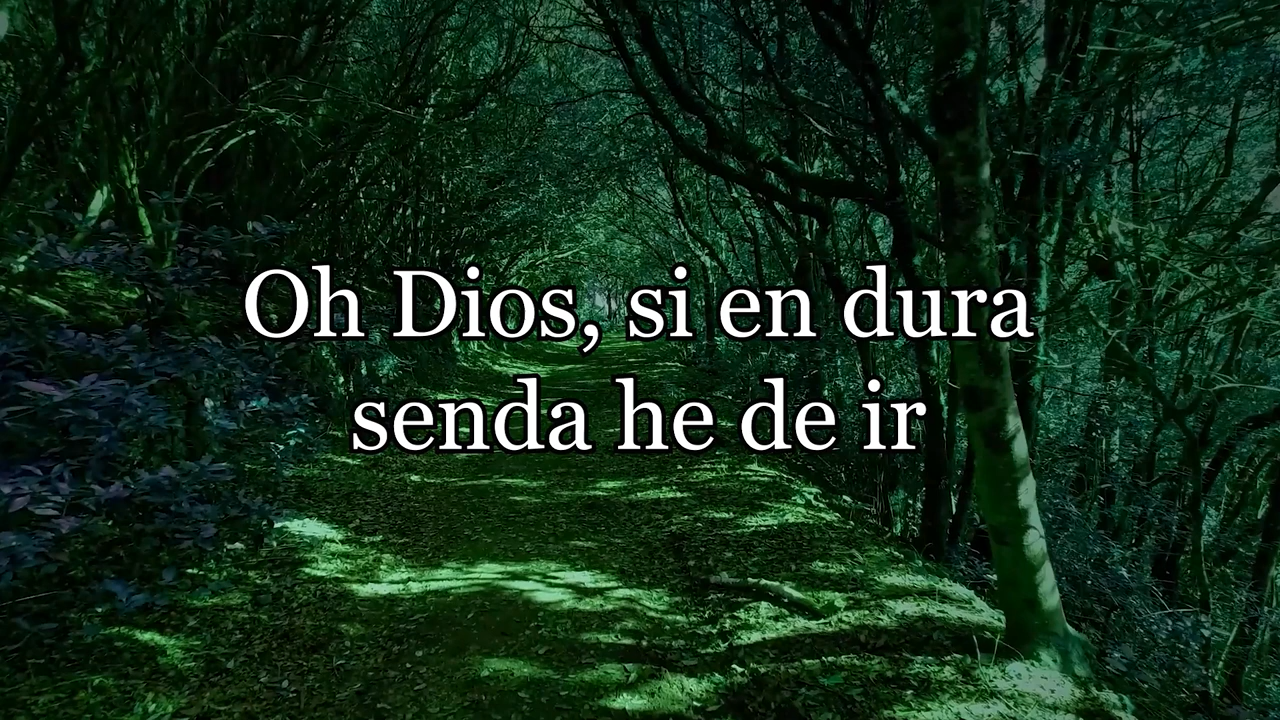 Oh Dios, si en dura
senda he de ir